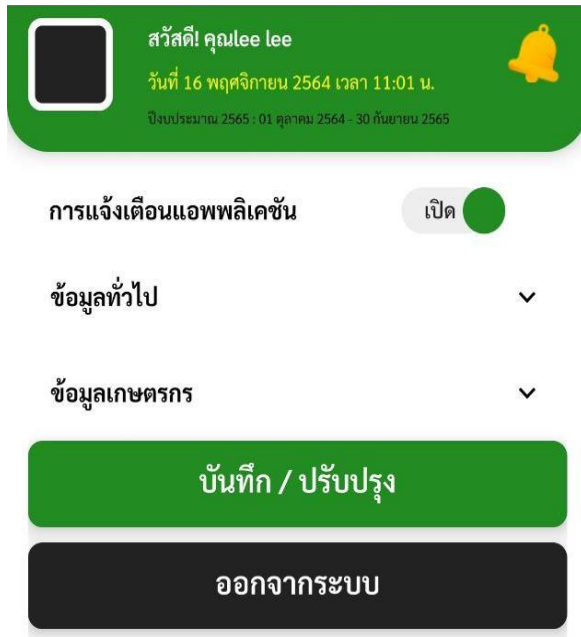 สวัสดี! คุณlee lee
วันที่ 16 พฤศจิกายน 2564 เวลา 11:01 น.
ปีงบประมาณ 2565 : 01 ตุลาคม 2564 - 30 กันยายน 2565
การแจ้งเตือนแอพพลิเคชัน เปิด
ข้อมูลทั่วไป
ข้อมูลเกษตรกร
บันทึก / ปรับปรุง
ออกจากระบบ